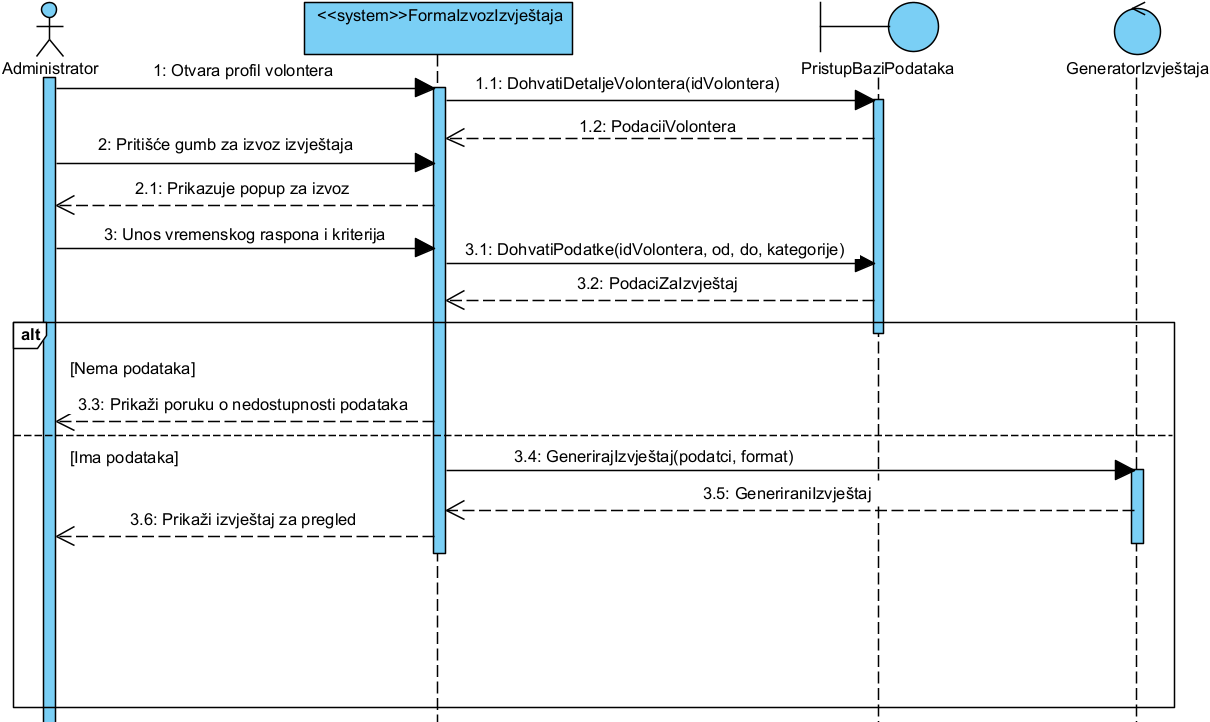 <<system>>FormaIzvozIzvještaja
Administrator
PristupBaziPodataka
GeneratorIzvještaja
1: Otvara profil volontera
1.1: DohvatiDetaljeVolontera(idVolontera)
1.2: PodaciiVolontera
2: Pritišće gumb za izvoz izvještaja
2.1: Prikazuje popup za izvoz
3: Unos vremenskog raspona i kriterija
3.1: DohvatiPodatke(idVolontera, od, do, kategorije)
3.2: PodaciZaIzvještaj
alt
[Nema podataka]
3.3: Prikaži poruku o nedostupnosti podataka
[Ima podataka]
3.4: GenerirajIzvještaj(podatci, format)
3.5: GeneriraniIzvještaj
3.6: Prikaži izvještaj za pregled